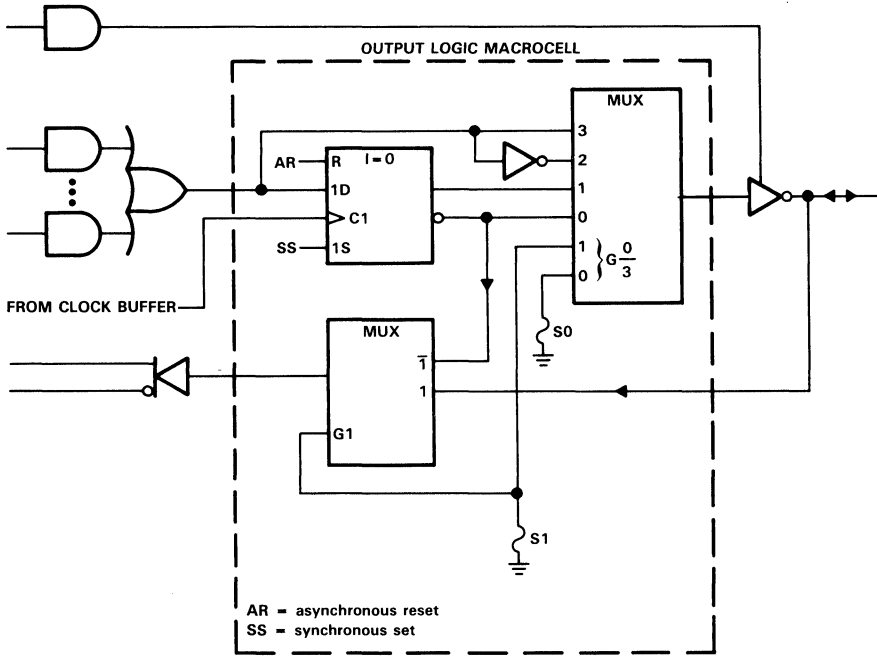 OUTPUT LOGIC MACROCELL
MUX
3
AR
R
I = 0
2
1D
1
C1
0
SS
1S
1
0
G 0/3
FROM CLOCK BUFFER
S0
MUX
1̅
1
G1
S1
AR = asynchronous reset
SS = synchronous set